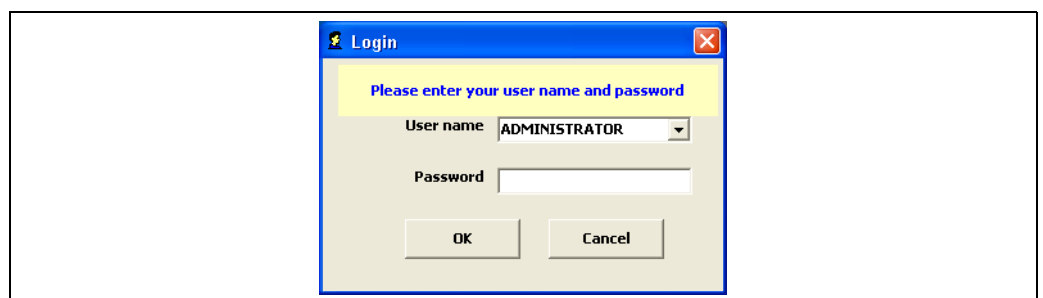 Login
Please enter your user name and password
User name ADMINISTRATOR
Password
OK Cancel